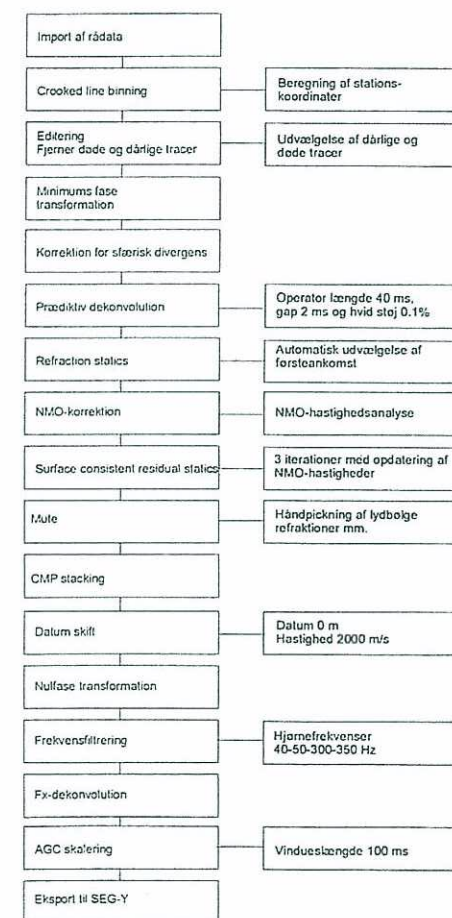 Import af rådata
Crooked line binning
Beregning af stations-
koordinater
Editering
Fjerner døde og dårlige tracer
Udvælgelse af dårlige og
døde tracer
Minimums fase
transformation
Korrektion for sfærisk divergens
Prædiktiv dekonvolution
Operator længde 40 ms,
gap 2 ms og hvid støj 0.1%
Refraction statics
Automatisk udvælgelse af
førsteankomst
NMO-korrektion
NMO-hastighedsanalyse
Surface consistent residual statics
3 iterationer med opdatering af
NMO-hastigheder
Mute
Håndpickning af lydbølge
refraktioner mm.
CMP stacking
Datum skift
Datum 0 m
Hastighed 2000 m/s
Nulfase transformation
Frekvensfiltrering
Hjørnefrekvenser
40-50-300-350 Hz
Fx-dekonvolution
AGC skalering
Vindueslængde 100 ms
Eksport til SEG-Y